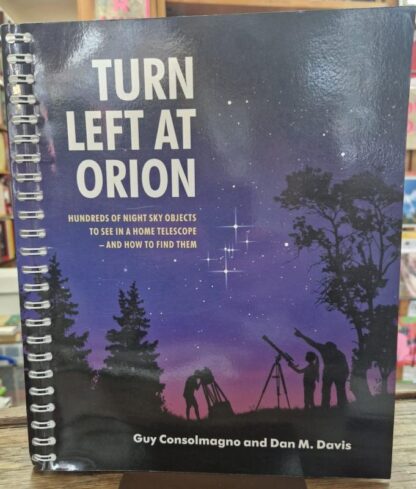 TURN
LEFT AT
ORION
HUNDREDS OF NIGHT SKY OBJECTS
TO SEE IN A HOME TELESCOPE
– AND HOW TO FIND THEM
Guy Consolmagno and Dan M. Davis